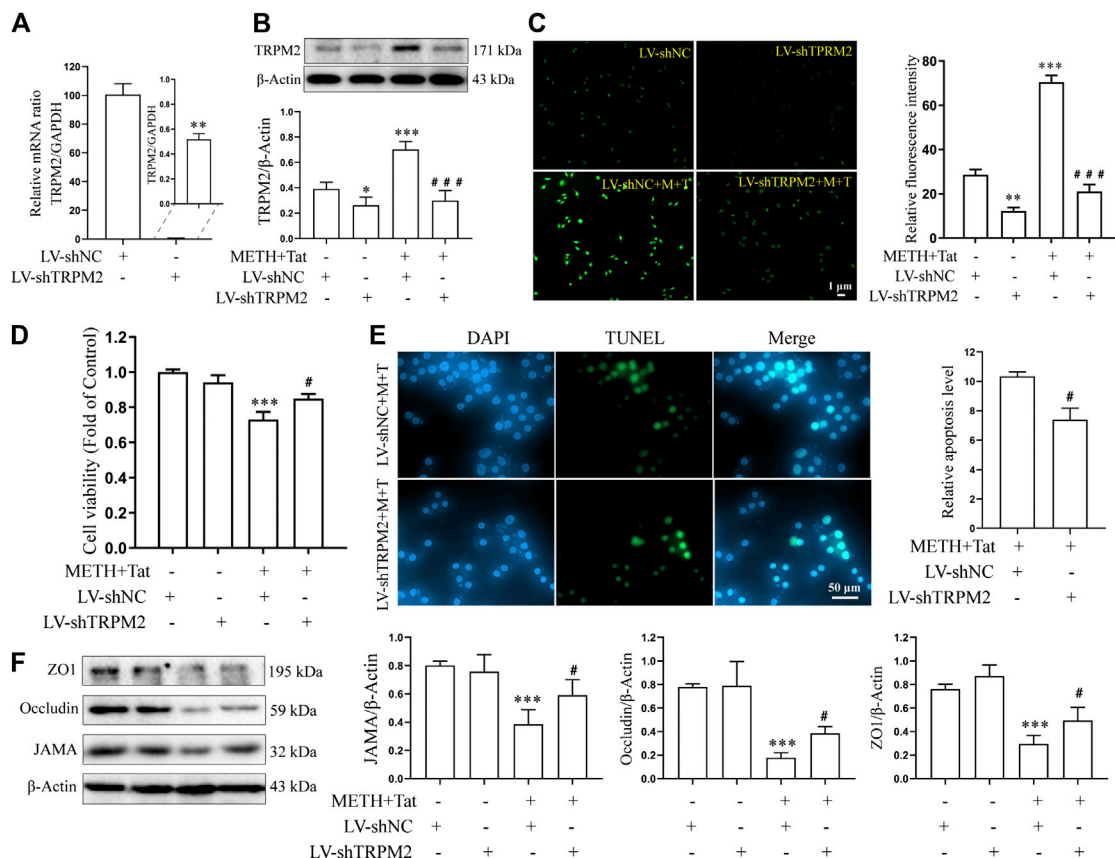 A
Relative mRNA ratio
TRPM2/GAPDH
120
100
80
60
40
20
0
TRPM2/GAPDH
1.0
0.8
0.6
0.4
0.2
0.0
**
LV-shNC + -
LV-shTRPM2 - +
B
TRPM2 171 kDa
β-Actin 43 kDa
TRPM2/β-Actin
1.0
0.8
0.6
0.4
0.2
0.0
* *** # # #
METH+Tat - - + +
LV-shNC + - + -
LV-shTRPM2 - + - +
C
LV-shNC
LV-shTPRM2
LV-shNC+M+T
LV-shTRPM2+M+T
1 μm
Relative fluorescence intensity
80
60
40
20
0
** *** # # #
METH+Tat - - + +
LV-shNC + - + -
LV-shTRPM2 - + - +
D
Cell viability (Fold of Control)
1.2
1.0
0.8
0.6
0.4
0.2
0.0
*** #
METH+Tat - - + +
LV-shNC + - + -
LV-shTRPM2 - + - +
E
DAPI TUNEL Merge
LV-shNC+M+T
LV-shTRPM2+M+T
50 μm
Relative apoptosis level
12
10
8
6
4
2
0
#
METH+Tat + +
LV-shNC + -
LV-shTRPM2 - +
F
ZO1 195 kDa
Occludin 59 kDa
JAMA 32 kDa
β-Actin 43 kDa
JAMA/β-Actin
1.0
0.8
0.6
0.4
0.2
0.0
*** #
METH+Tat - - + +
LV-shNC + - + -
LV-shTRPM2 - + - +
Occludin/β-Actin
1.2
1.0
0.8
0.6
0.4
0.2
0.0
*** #
- - + +
+ - + -
- + - +
ZO1/β-Actin
1.2
1.0
0.8
0.6
0.4
0.2
0.0
*** #
- - + +
+ - + -
- + - +